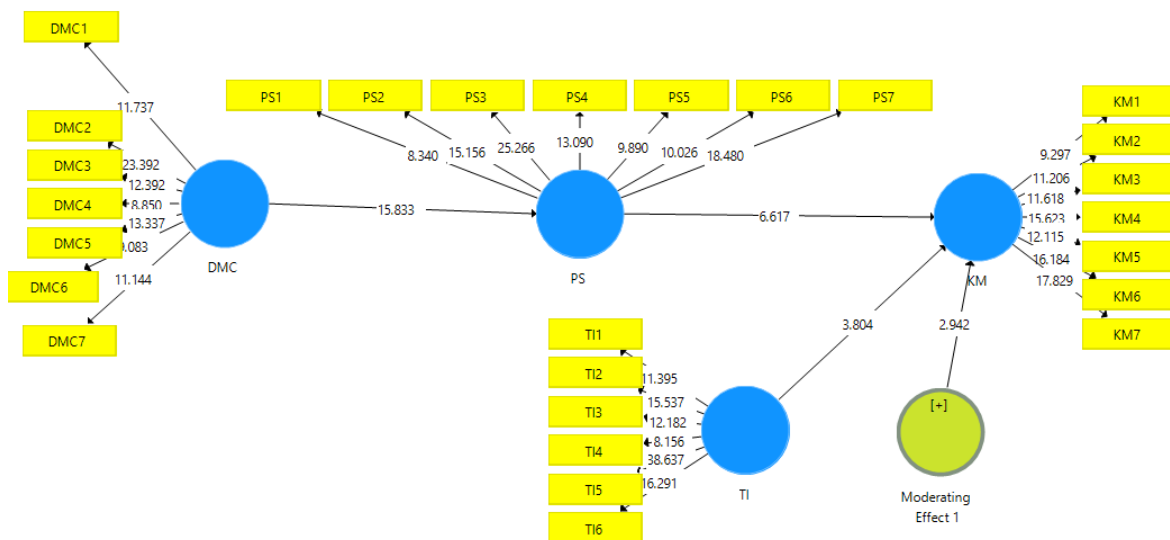 DMC1
11.737
DMC2
23.392
DMC3
12.392
DMC4
8.850
DMC5
13.337
9.083
DMC6
11.144
DMC7
DMC
15.833
PS1
PS2
PS3
PS4
PS5
PS6
PS7
8.340
15.156
25.266
13.090
9.890
10.026
18.480
PS
6.617
KM1
KM2
KM3
KM4
KM5
KM6
KM7
9.297
11.206
11.618
15.623
12.115
16.184
17.829
KM
3.804
2.942
TI1
TI2
TI3
TI4
TI5
TI6
11.395
15.537
12.182
8.156
38.637
16.291
TI
[+]
Moderating
Effect 1